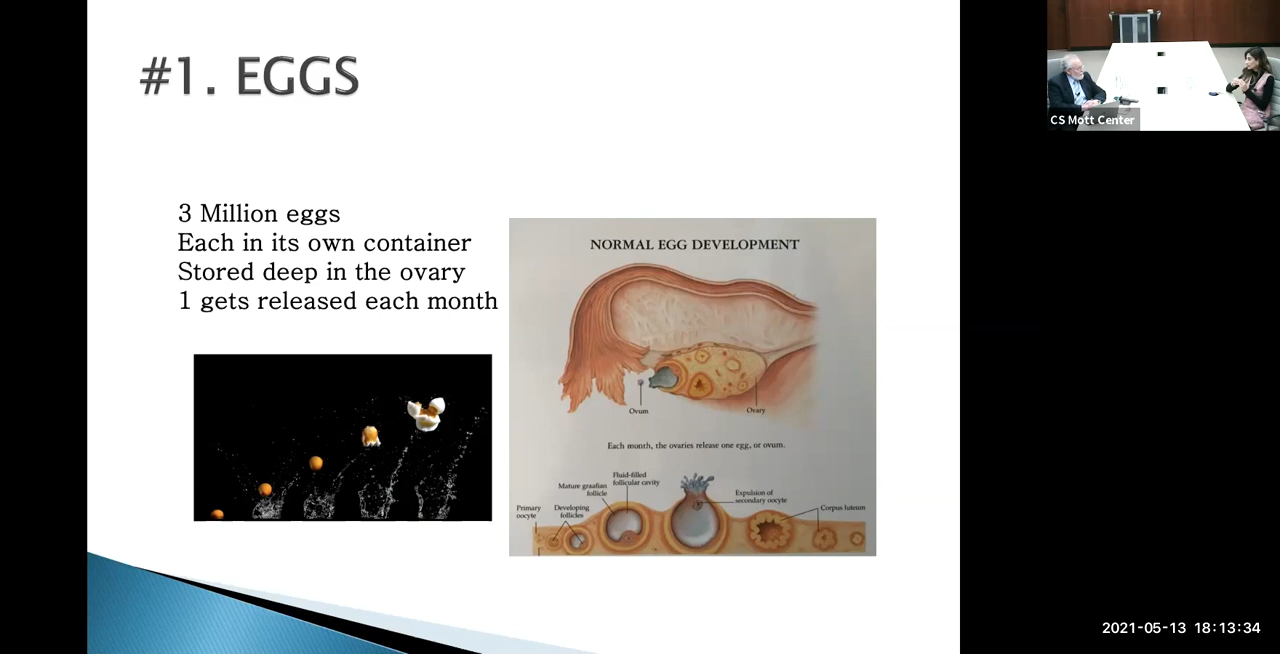 #1. EGGS
3 Million eggs
Each in its own container
Stored deep in the ovary
1 gets released each month
NORMAL EGG DEVELOPMENT
Ovum
Ovary
Each month, the ovaries release one egg, or ovum.
Primary
oocyte
Developing
follicles
Mature graafian
follicle
Fluid-filled
follicular cavity
Expulsion of
secondary oocyte
Corpus luteum
CS Mott Center
2021-05-13 18:13:34